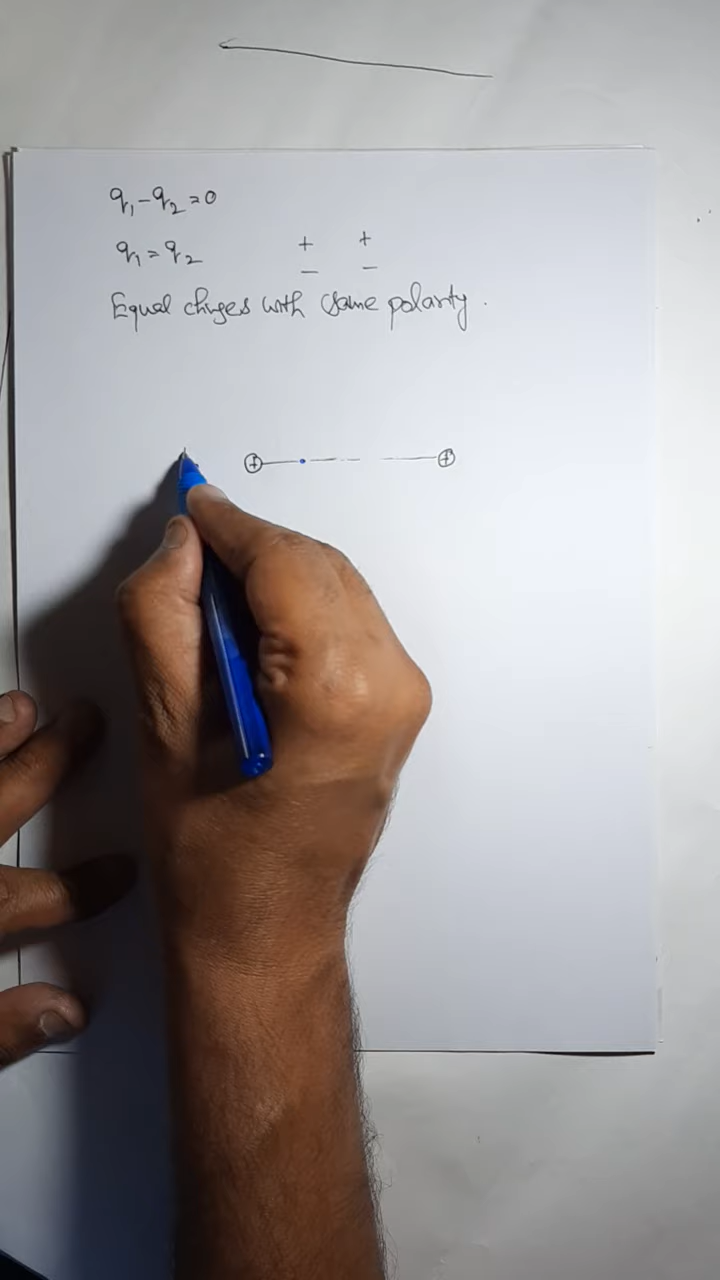 q₁-q₂=0
q₁=q₂ + +
− −
Equal chrges with same polarity.
+ +